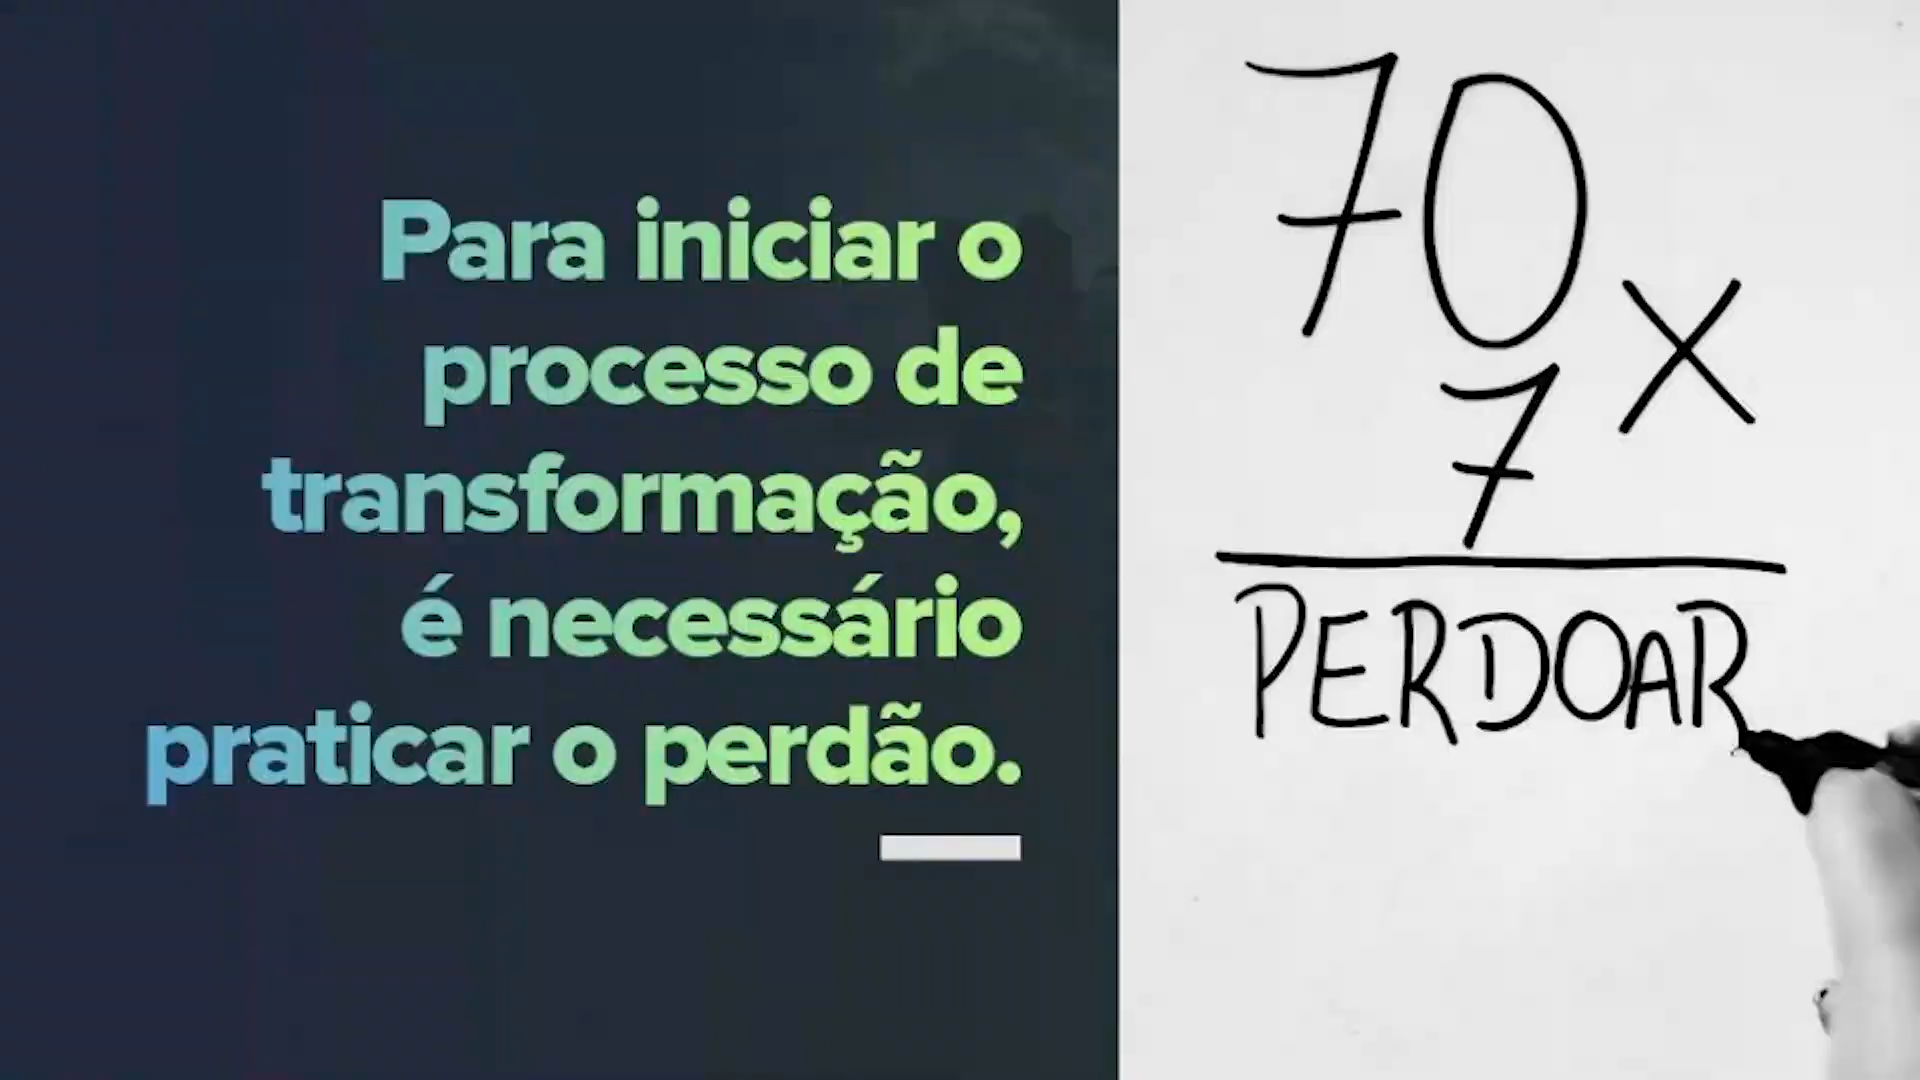 Para iniciar o
processo de
transformação,
é necessário
praticar o perdão.
70
x
7
PERDOAR